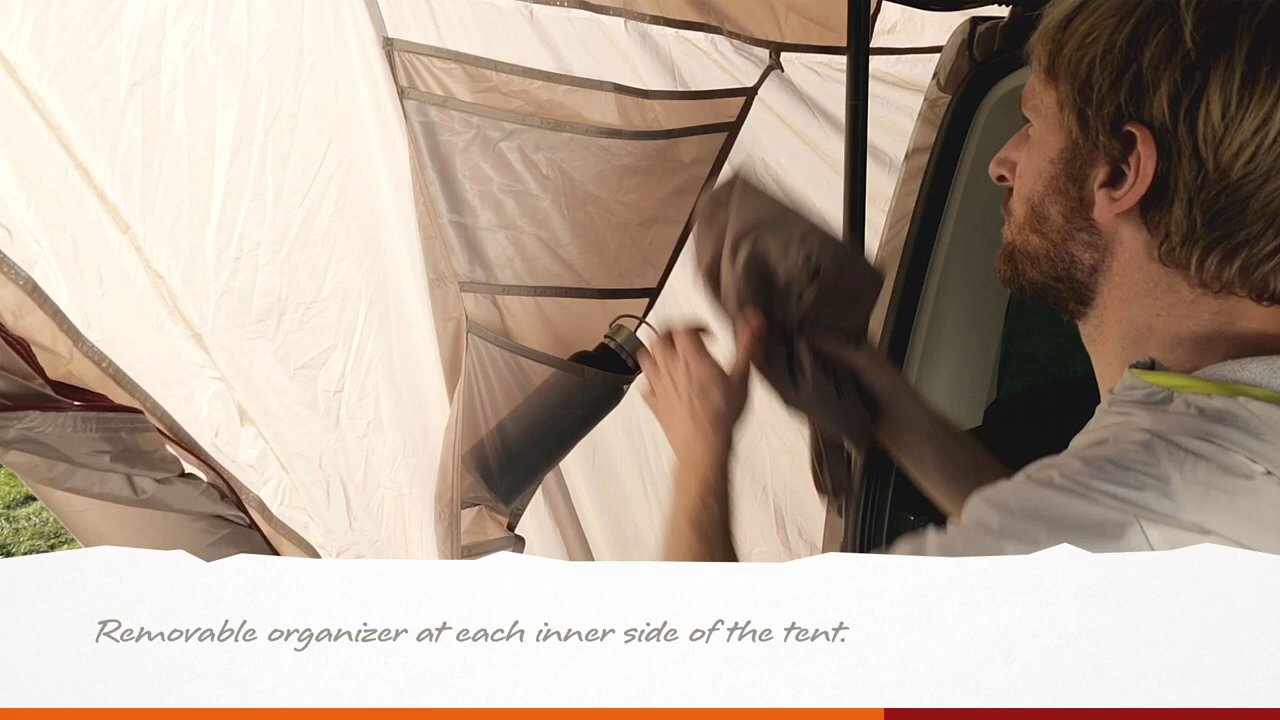 Removable organizer at each inner side of the tent.